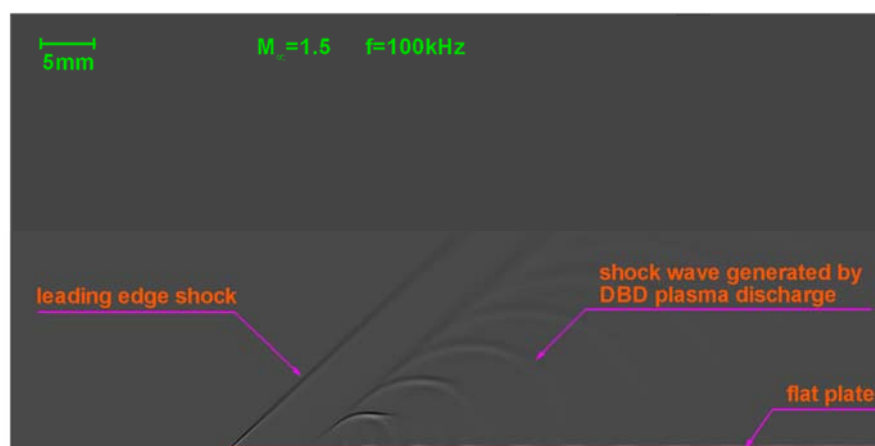 M∞=1.5 f=100kHz
5mm
leading edge shock
shock wave generated by
DBD plasma discharge
flat plate